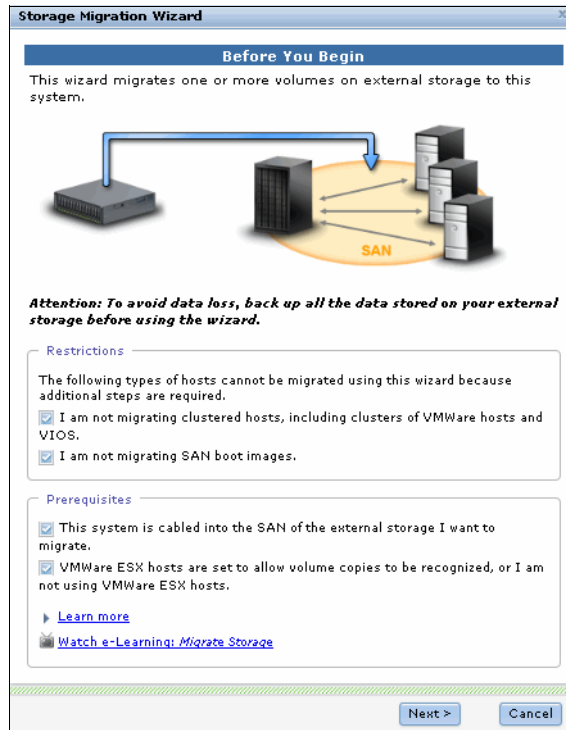 Storage Migration Wizard
x
Before You Begin
This wizard migrates one or more volumes on external storage to this
system.
SAN
Attention: To avoid data loss, back up all the data stored on your external
storage before using the wizard.
Restrictions
The following types of hosts cannot be migrated using this wizard because
additional steps are required.
I am not migrating clustered hosts, including clusters of VMWare hosts and
VIOS.
I am not migrating SAN boot images.
Prerequisites
This system is cabled into the SAN of the external storage I want to
migrate.
VMWare ESX hosts are set to allow volume copies to be recognized, or I am
not using VMWare ESX hosts.
Learn more
Watch e-Learning: Migrate Storage
Next >
Cancel